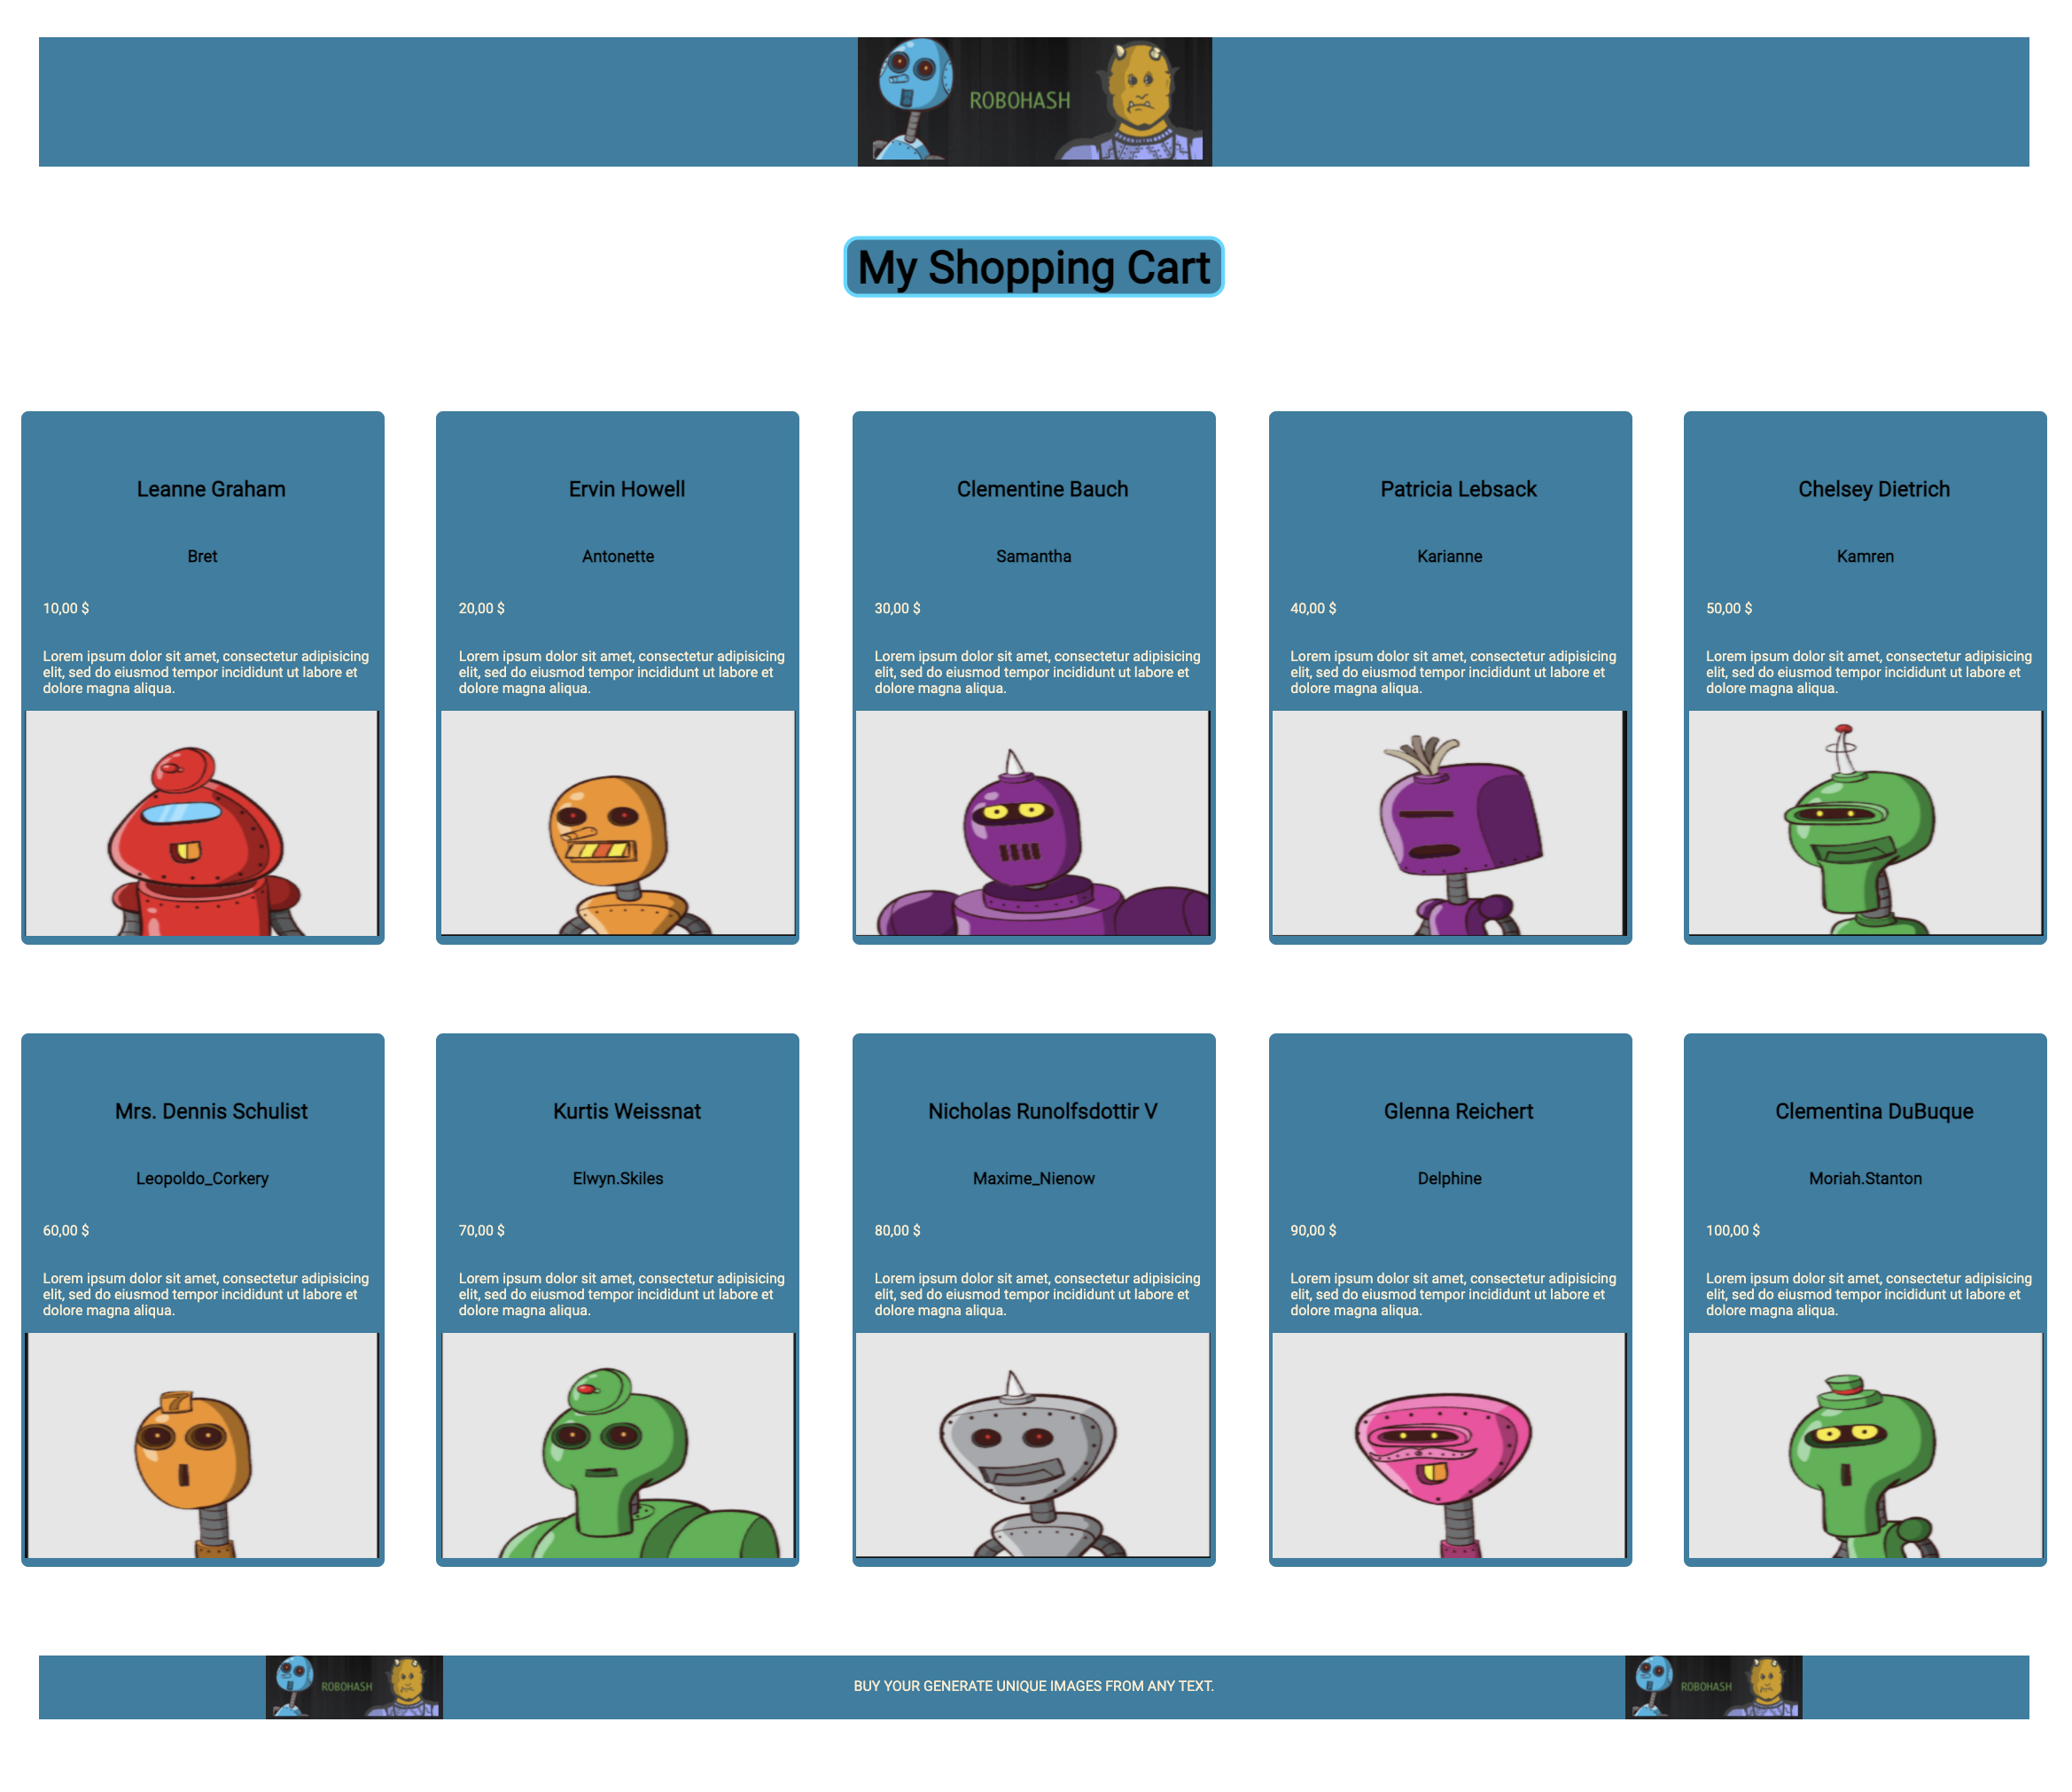 ROBOHASH
My Shopping Cart
Leanne Graham
Bret
10,00 $
Lorem ipsum dolor sit amet, consectetur adipisicing
elit, sed do eiusmod tempor incididunt ut labore et
dolore magna aliqua.
Ervin Howell
Antonette
20,00 $
Lorem ipsum dolor sit amet, consectetur adipisicing
elit, sed do eiusmod tempor incididunt ut labore et
dolore magna aliqua.
Clementine Bauch
Samantha
30,00 $
Lorem ipsum dolor sit amet, consectetur adipisicing
elit, sed do eiusmod tempor incididunt ut labore et
dolore magna aliqua.
Patricia Lebsack
Karianne
40,00 $
Lorem ipsum dolor sit amet, consectetur adipisicing
elit, sed do eiusmod tempor incididunt ut labore et
dolore magna aliqua.
Chelsey Dietrich
Kamren
50,00 $
Lorem ipsum dolor sit amet, consectetur adipisicing
elit, sed do eiusmod tempor incididunt ut labore et
dolore magna aliqua.
Mrs. Dennis Schulist
Leopoldo_Corkery
60,00 $
Lorem ipsum dolor sit amet, consectetur adipisicing
elit, sed do eiusmod tempor incididunt ut labore et
dolore magna aliqua.
7
Kurtis Weissnat
Elwyn.Skiles
70,00 $
Lorem ipsum dolor sit amet, consectetur adipisicing
elit, sed do eiusmod tempor incididunt ut labore et
dolore magna aliqua.
Nicholas Runolfsdottir V
Maxime_Nienow
80,00 $
Lorem ipsum dolor sit amet, consectetur adipisicing
elit, sed do eiusmod tempor incididunt ut labore et
dolore magna aliqua.
Glenna Reichert
Delphine
90,00 $
Lorem ipsum dolor sit amet, consectetur adipisicing
elit, sed do eiusmod tempor incididunt ut labore et
dolore magna aliqua.
Clementina DuBuque
Moriah.Stanton
100,00 $
Lorem ipsum dolor sit amet, consectetur adipisicing
elit, sed do eiusmod tempor incididunt ut labore et
dolore magna aliqua.
ROBOHASH
BUY YOUR GENERATE UNIQUE IMAGES FROM ANY TEXT.
ROBOHASH